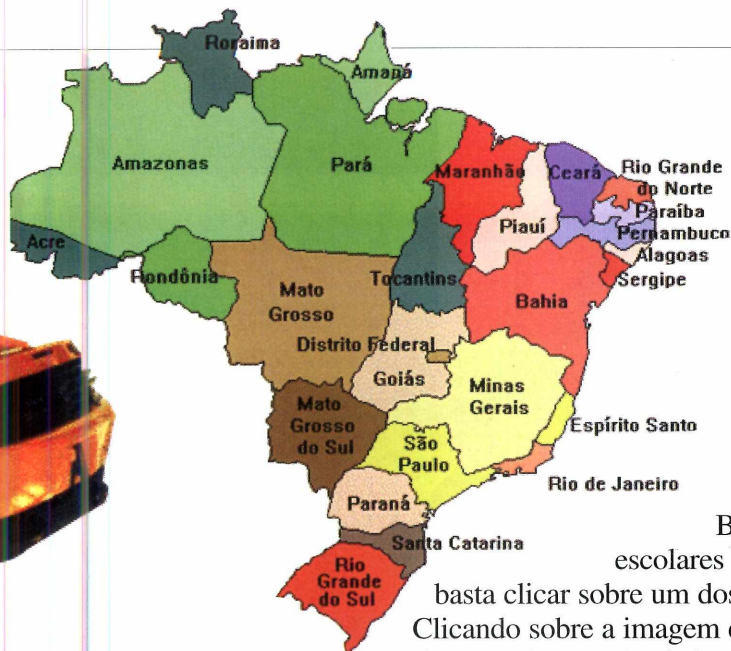 Roraima
Amapá
Amazonas
Pará
Maranhão
Ceará
Rio Grande
do Norte
Paraíba
Piauí
Pernambuco
Acre
Alagoas
Rondônia
Tocantins
Sergipe
Mato
Grosso
Bahia
Distrito Federal
Goiás
Minas
Gerais
Mato
Grosso
do Sul
Espírito Santo
São
Paulo
Rio de Janeiro
Paraná
Santa Catarina
Rio
Grande
do Sul
B
escolares
basta clicar sobre um dos
Clicando sobre a imagem